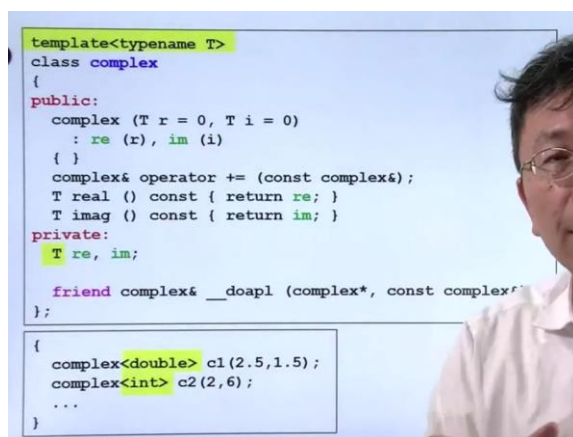 template<typename T>
class complex
{
public:
complex (T r = 0, T i = 0)
: re (r), im (i)
{ }
complex& operator += (const complex&);
T real () const { return re; }
T imag () const { return im; }
private:
T re, im;
friend complex& __doapl (complex*, const complex&
};
{
complex<double> c1(2.5,1.5);
complex<int> c2(2,6);
...
}